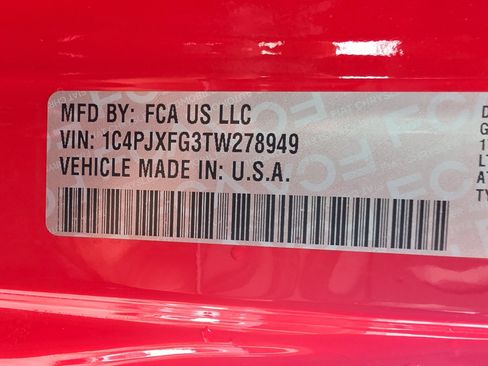 MFD BY: FCA US LLC
VIN: 1C4PJXFG3TW278949
VEHICLE MADE IN: U.S.A.